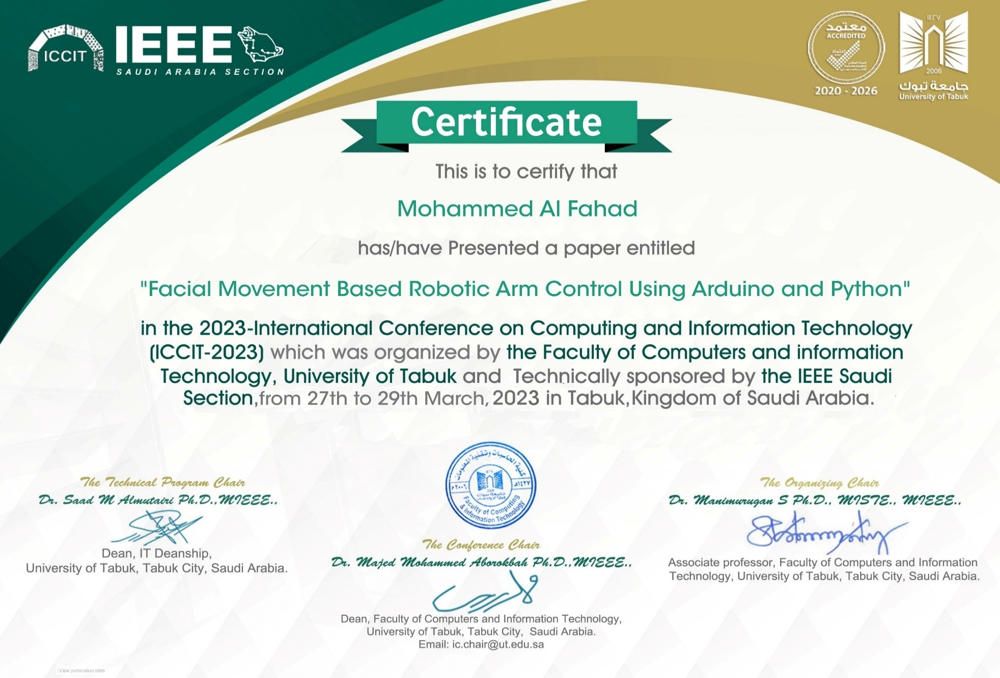 ICCIT
IEEE
SAUDI ARABIA SECTION
معتمد
ACCREDITED
اعتماد
2020 - 2026
١٤٢٧
2006
جامعة تبوك
University of Tabuk
Certificate
This is to certify that
Mohammed Al Fahad
has/have Presented a paper entitled
"Facial Movement Based Robotic Arm Control Using Arduino and Python"
in the 2023-International Conference on Computing and Information Technology
(ICCIT-2023) which was organized by the Faculty of Computers and information
Technology, University of Tabuk and Technically sponsored by the IEEE Saudi
Section,from 27th to 29th March, 2023 in Tabuk,Kingdom of Saudi Arabia.
The Technical Program Chair
Dr. Saad M Almutairi Ph.D.,MIEEE.,
Dean, IT Deanship,
University of Tabuk, Tabuk City, Saudi Arabia.
كلية الحاسبات وتقنية المعلومات
١٤٢٧هـ
٢٠٠٦م
جامعة تبوك
University of Tabuk
Faculty of Computing
& Information Technology
The Conference Chair
Dr. Majed Mohammed Aborokbah Ph.D.,MIEEE.,
Dean, Faculty of Computers and Information Technology,
University of Tabuk, Tabuk City, Saudi Arabia.
Email: ic.chair@ut.edu.sa
The Organizing Chair
Dr. Manimurugan S Ph.D., MISTE., MIEEE.,
Associate professor, Faculty of Computers and Information
Technology, University of Tabuk, Tabuk City, Saudi Arabia.
View publication stats